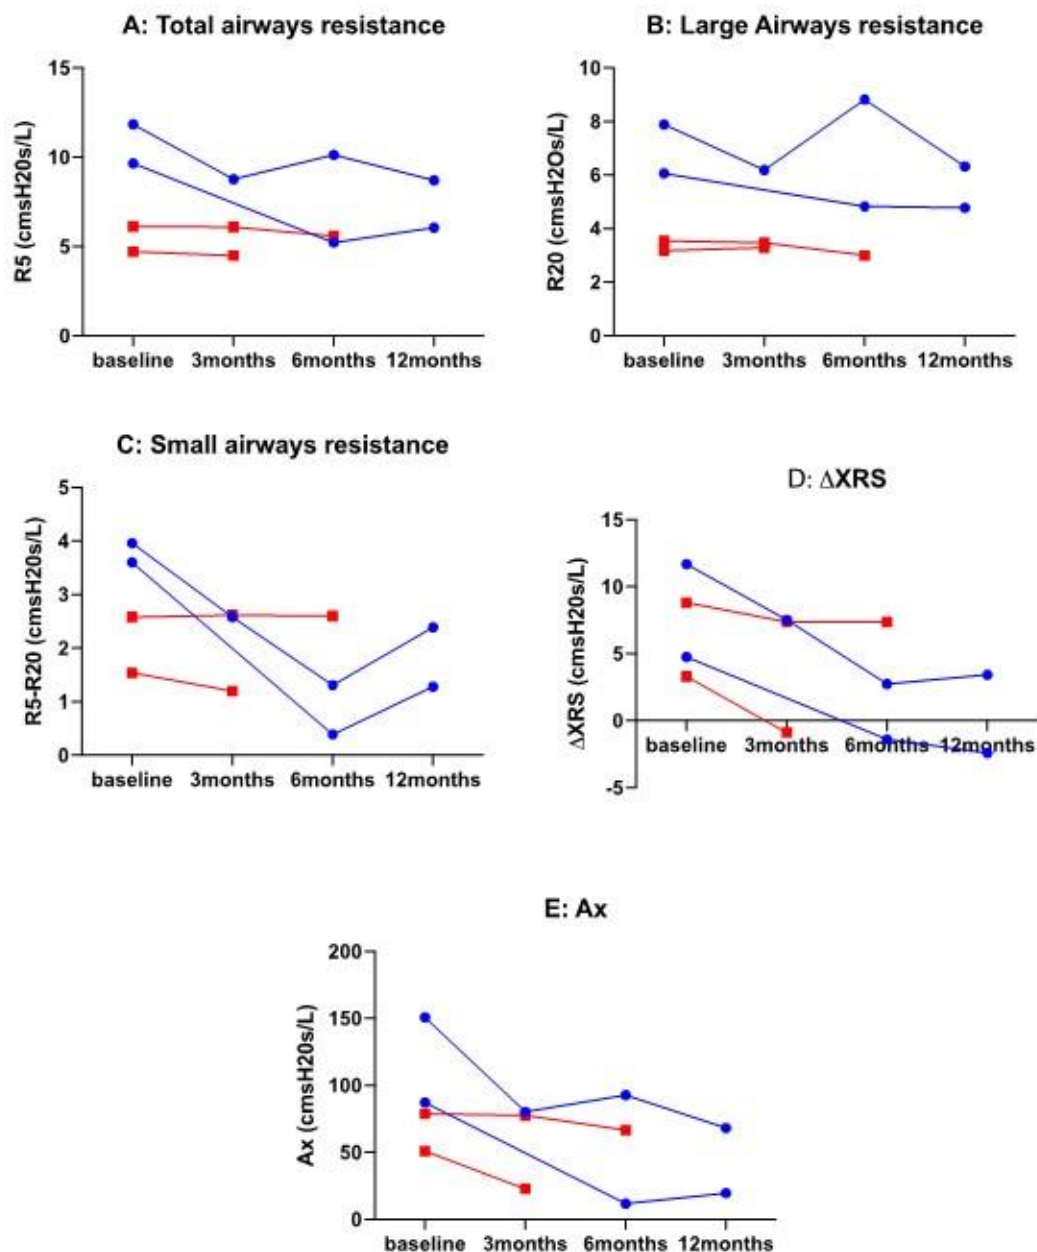 A: Total airways resistance
R5 (cmsH20s/L)
15
10
5
0
baseline 3months 6months 12months
B: Large Airways resistance
R20 (cmsH2Os/L)
10
8
6
4
2
0
baseline 3months 6months 12months
C: Small airways resistance
R5-R20 (cmsH20s/L)
5
4
3
2
1
0
baseline 3months 6months 12months
D: ΔXRS
ΔXRS (cmsH20s/L)
15
10
5
0
-5
baseline 3months 6months 12months
E: Ax
Ax (cmsH20s/L)
200
150
100
50
0
baseline 3months 6months 12months